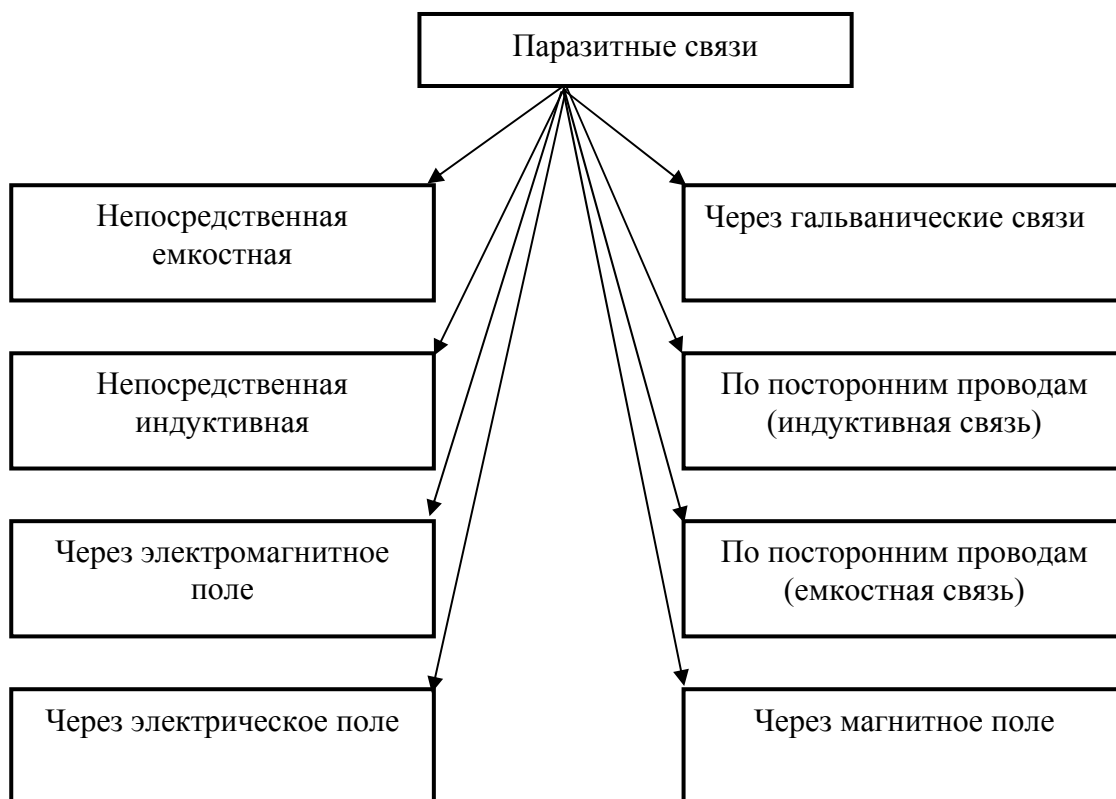 Паразитные связи
Непосредственная
емкостная
Через гальванические связи
Непосредственная
индуктивная
По посторонним проводам
(индуктивная связь)
Через электромагнитное
поле
По посторонним проводам
(емкостная связь)
Через электрическое поле
Через магнитное поле